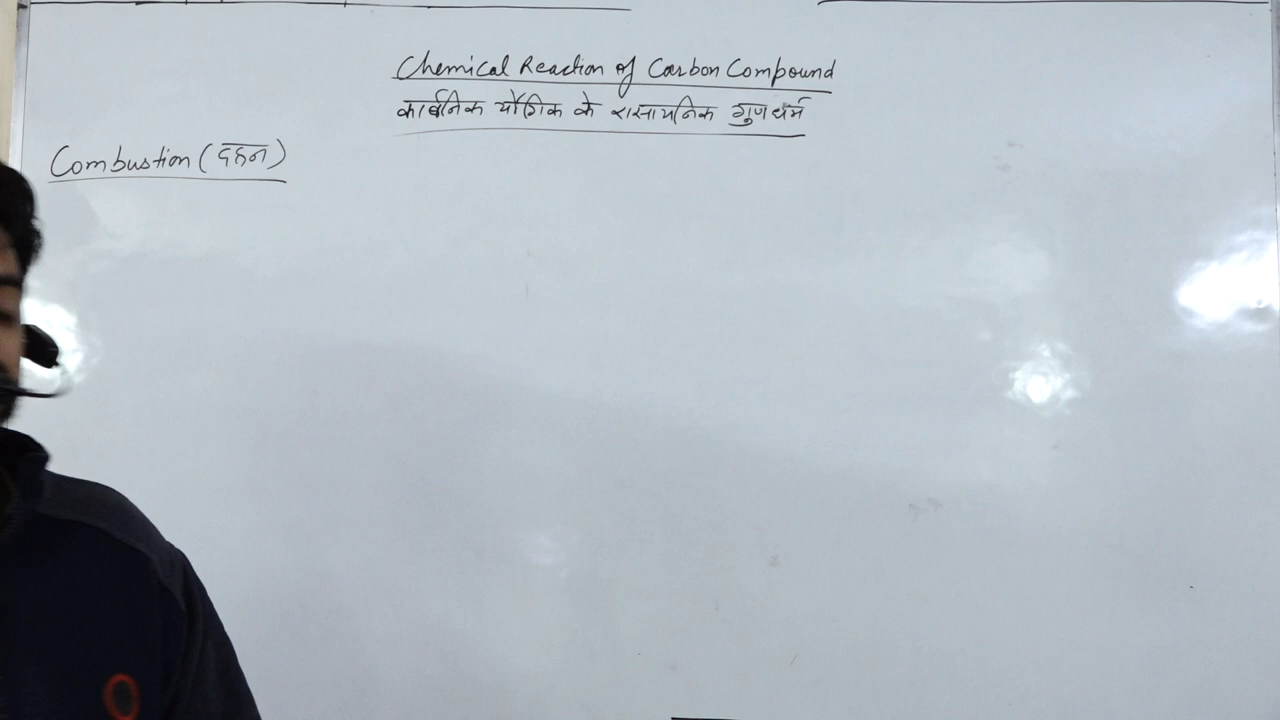 Chemical Reaction of Carbon Compound
कार्बनिक यौगिक के रासायनिक गुणधर्म
Combustion (दहन)